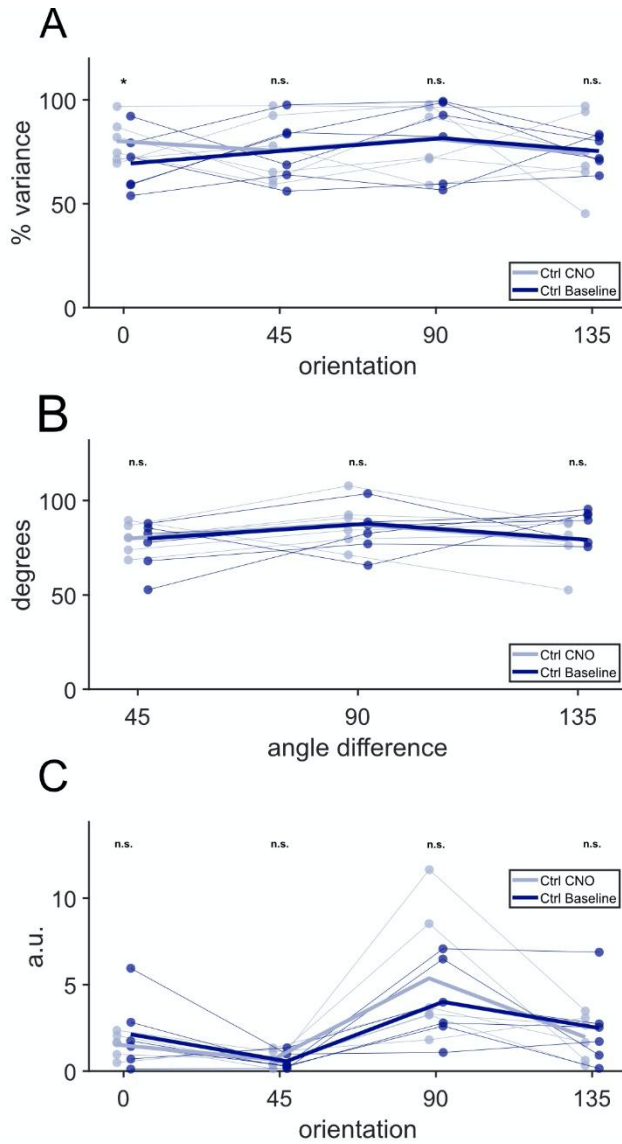 A
* n.s. n.s. n.s.
100
50
0
% variance
Ctrl CNO
Ctrl Baseline
0 45 90 135
orientation
B
n.s. n.s. n.s.
100
50
0
degrees
Ctrl CNO
Ctrl Baseline
45 90 135
angle difference
C
n.s. n.s. n.s. n.s.
10
5
0
a.u.
Ctrl CNO
Ctrl Baseline
0 45 90 135
orientation